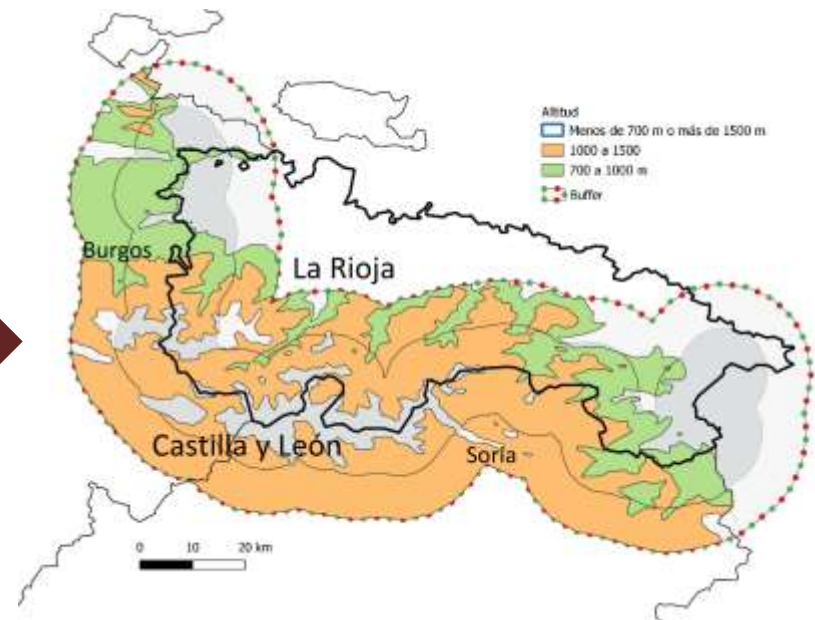 Altitud
Menos de 700 m o más de 1500 m
1000 a 1500
700 a 1000 m
Buffer
Burgos
La Rioja
Castilla y León
Soria
0 10 20 km